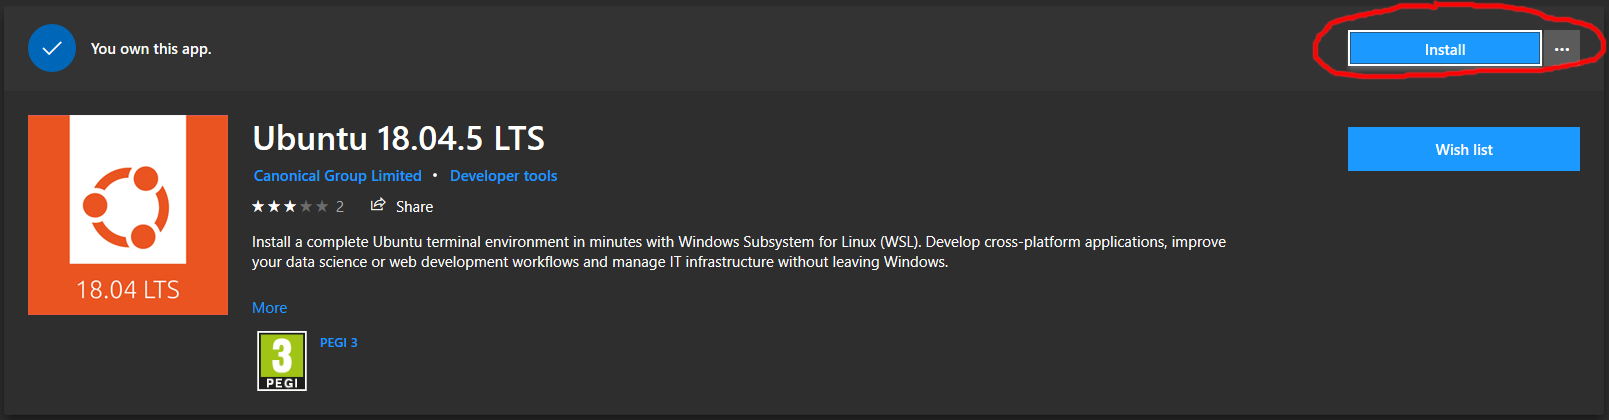 You own this app.
Install
...
Ubuntu 18.04.5 LTS
Canonical Group Limited • Developer tools
2 Share
Install a complete Ubuntu terminal environment in minutes with Windows Subsystem for Linux (WSL). Develop cross-platform applications, improve
your data science or web development workflows and manage IT infrastructure without leaving Windows.
More
PEGI 3
Wish list
18.04 LTS
3
PEGI